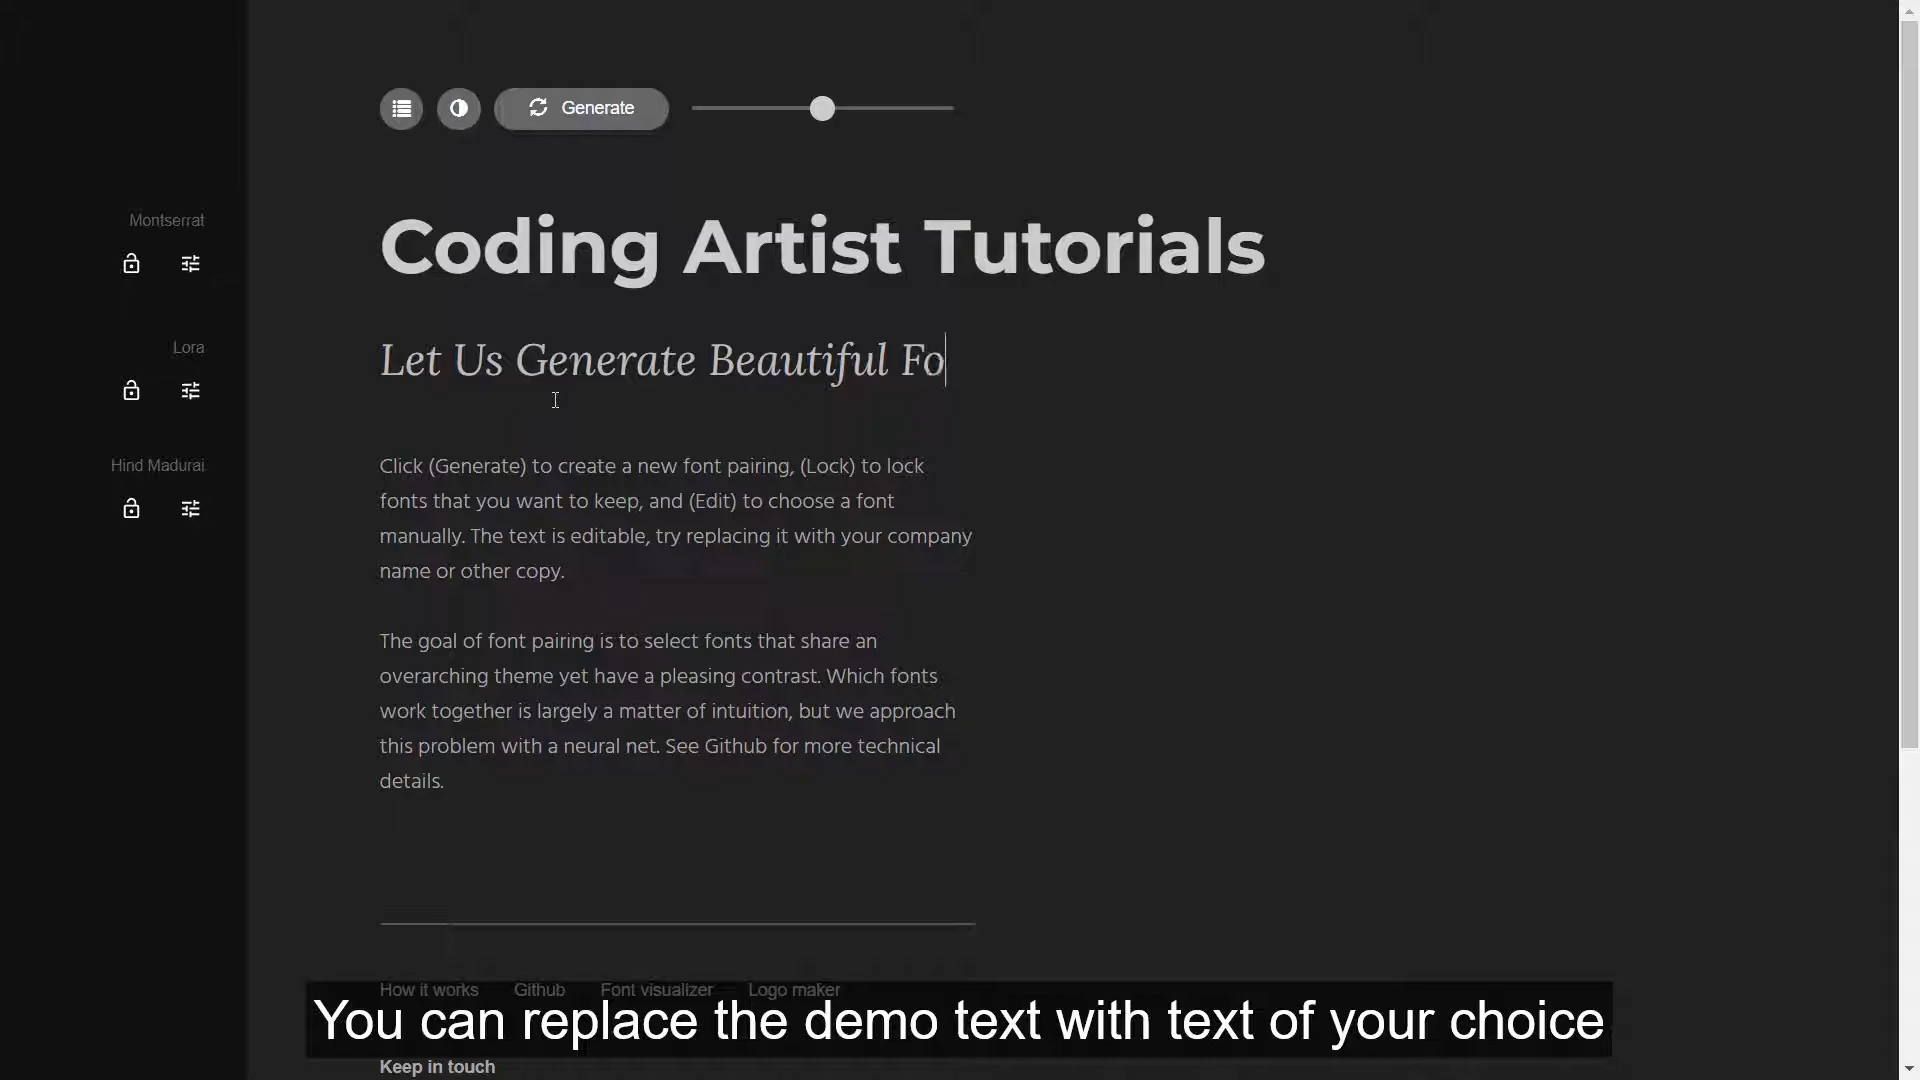 Generate
Montserrat
Coding Artist Tutorials
Lora
Let Us Generate Beautiful Fo
Hind Madurai
Click (Generate) to create a new font pairing, (Lock) to lock
fonts that you want to keep, and (Edit) to choose a font
manually. The text is editable, try replacing it with your company
name or other copy.
The goal of font pairing is to select fonts that share an
overarching theme yet have a pleasing contrast. Which fonts
work together is largely a matter of intuition, but we approach
this problem with a neural net. See Github for more technical
details.
How it works Github Font visualizer Logo maker
You can replace the demo text with text of your choice
Keep in touch